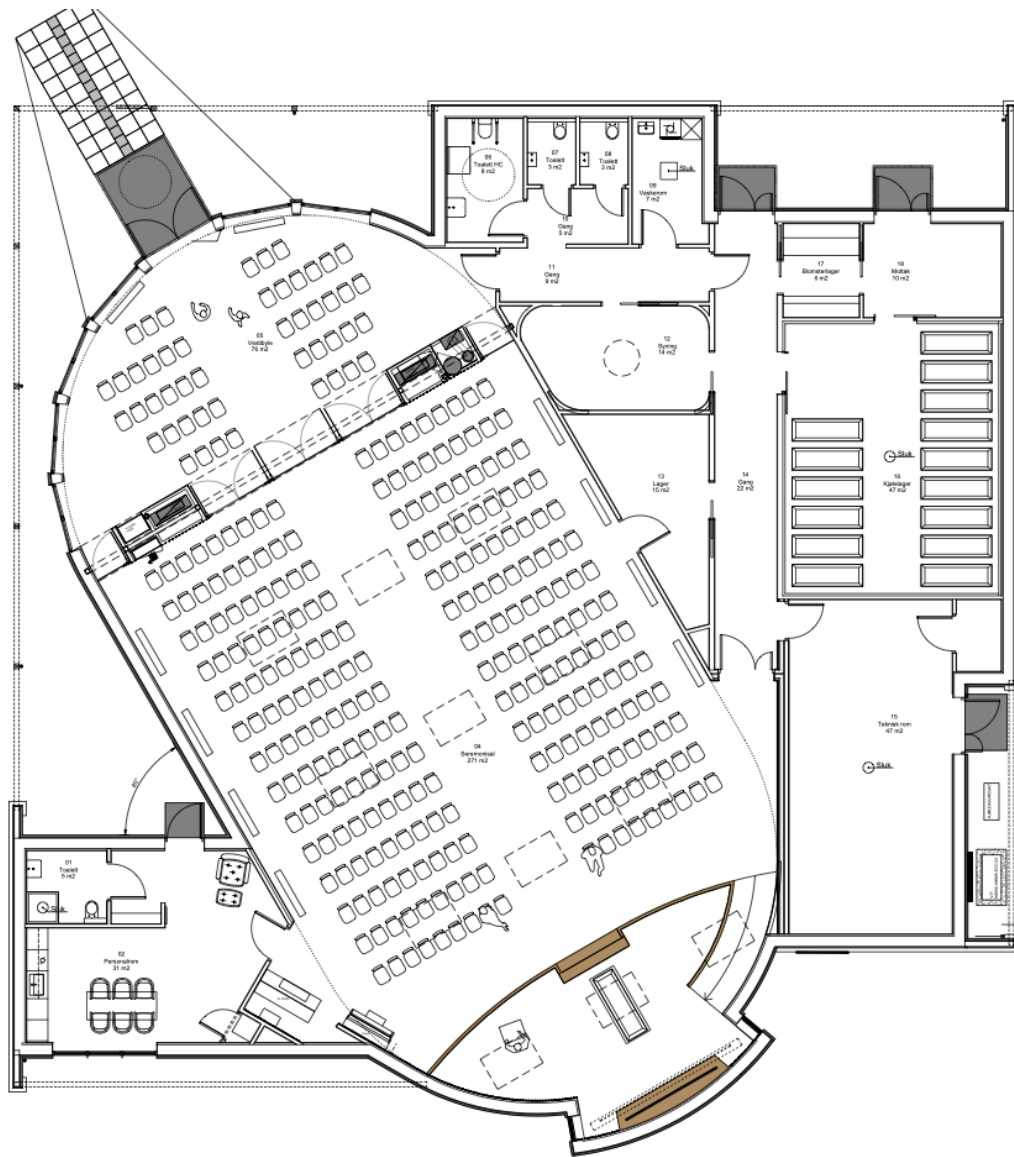 06
Toalett HC
8 m2
07
Toalett
3 m2
08
Toalett
3 m2
09
Vaskerom
7 m2
Sluk
10
Gang
5 m2
11
Gang
9 m2
17
Blomsterlager
6 m2
18
Mottak
10 m2
05
Vestibyle
76 m2
12
Syning
14 m2
13
Lager
15 m2
14
Gang
22 m2
Sluk
16
Kjølelager
47 m2
04
Seremonisal
271 m2
15
Teknisk rom
47 m2
Sluk
01
Toalett
5 m2
Sluk
02
Personalrom
31 m2